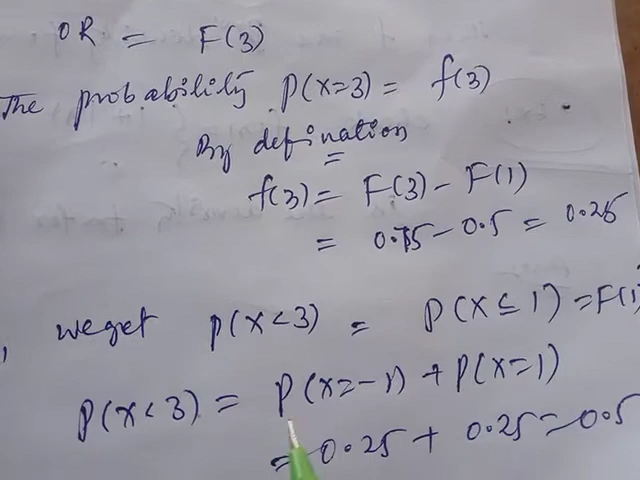 OR = F(3)
The probability P(X=3) = f(3)
By defination
f(3) = F(3) - F(1)
= 0.75 - 0.5 = 0.25
, we get P(X<3) = P(X≤1) = F(1)
P(X<3) = P(X=-1) + P(X=1)
= 0.25 + 0.25 = 0.5